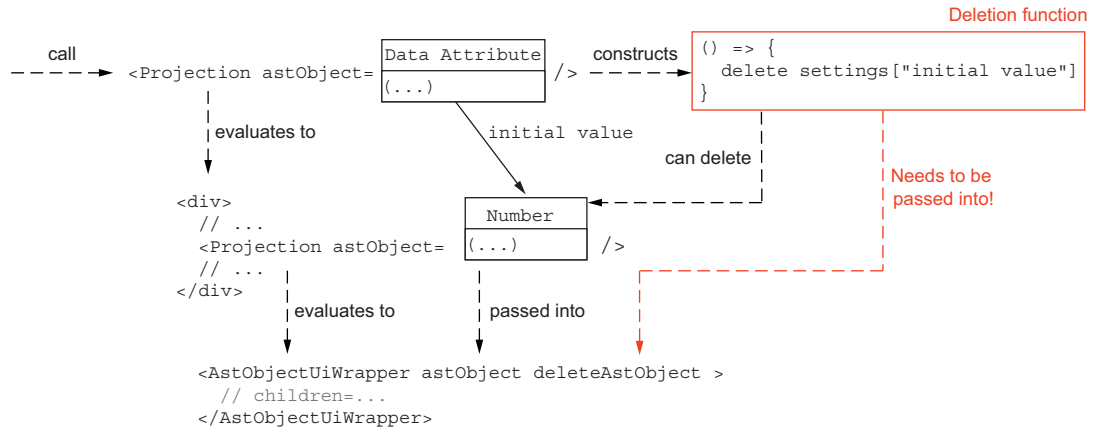 Deletion function
call
<Projection astObject=
Data Attribute
(...)
/>
constructs
() => {
delete settings["initial value"]
}
evaluates to
initial value
can delete
Needs to be
passed into!
<div>
// ...
<Projection astObject=
Number
(...)
/>
// ...
</div>
evaluates to
passed into
<AstObjectUiWrapper astObject deleteAstObject >
// children=...
</AstObjectUiWrapper>